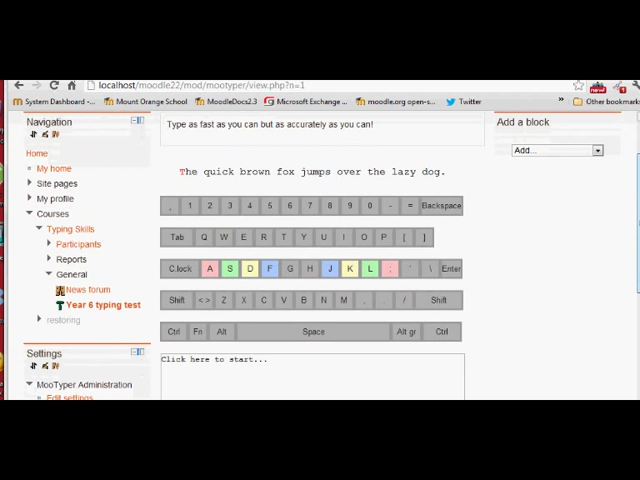 localhost/moodle22/mod/mootyper/view.php?n=1
System Dashboard -... Mount Orange School MoodleDocs2.3 Microsoft Exchange ... moodle.org open-s... Twitter » Other bookmarks
Navigation
Home
My home
Site pages
My profile
Courses
Typing Skills
Participants
Reports
General
News forum
Year 6 typing test
restoring
Settings
MooTyper Administration
Edit settings
Type as fast as you can but as accurately as you can!
The quick brown fox jumps over the lazy dog.
, 1 2 3 4 5 6 7 8 9 0 - = Backspace
Tab Q W E R T Y U I O P [ ]
C.lock A S D F G H J K L ; ' \ Enter
Shift < > Z X C V B N M , . / Shift
Ctrl Fn Alt Space Alt gr Ctrl
Click here to start...
Add a block
Add...